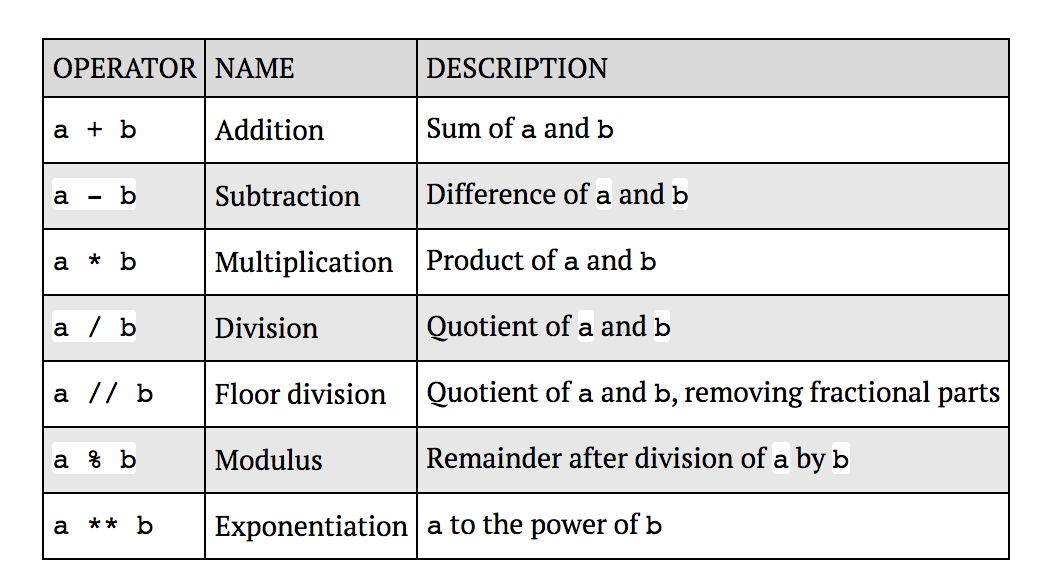 OPERATOR NAME DESCRIPTION
a + b Addition Sum of a and b
a - b Subtraction Difference of a and b
a * b Multiplication Product of a and b
a / b Division Quotient of a and b
a // b Floor division Quotient of a and b, removing fractional parts
a % b Modulus Remainder after division of a by b
a ** b Exponentiation a to the power of b